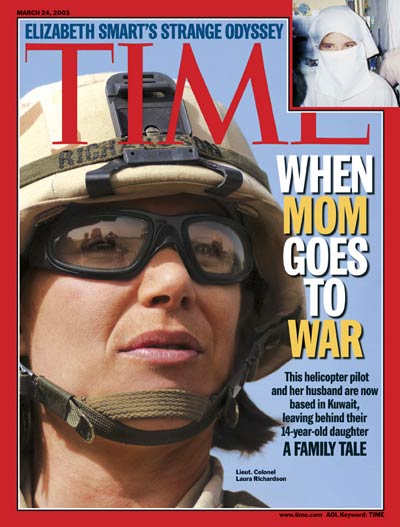 MARCH 24, 2003
ELIZABETH SMART'S STRANGE ODYSSEY
TIME
RICH
WHEN
MOM
GOES
TO
WAR
This helicopter pilot
and her husband are now
based in Kuwait,
leaving behind their
14-year-old daughter
A FAMILY TALE
Lieut. Colonel
Laura Richardson
www.time.com AOL Keyword: TIME